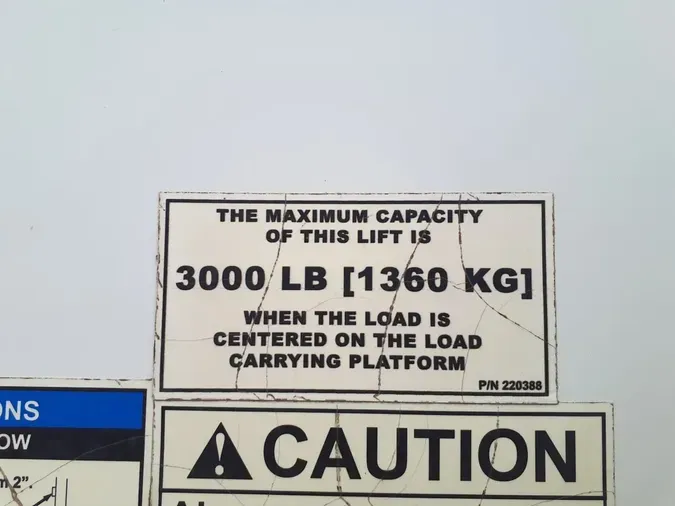 THE MAXIMUM CAPACITY
OF THIS LIFT IS
3000 LB [1360 KG]
WHEN THE LOAD IS
CENTERED ON THE LOAD
CARRYING PLATFORM
P/N 220388
NS
OW
2".
CAUTION